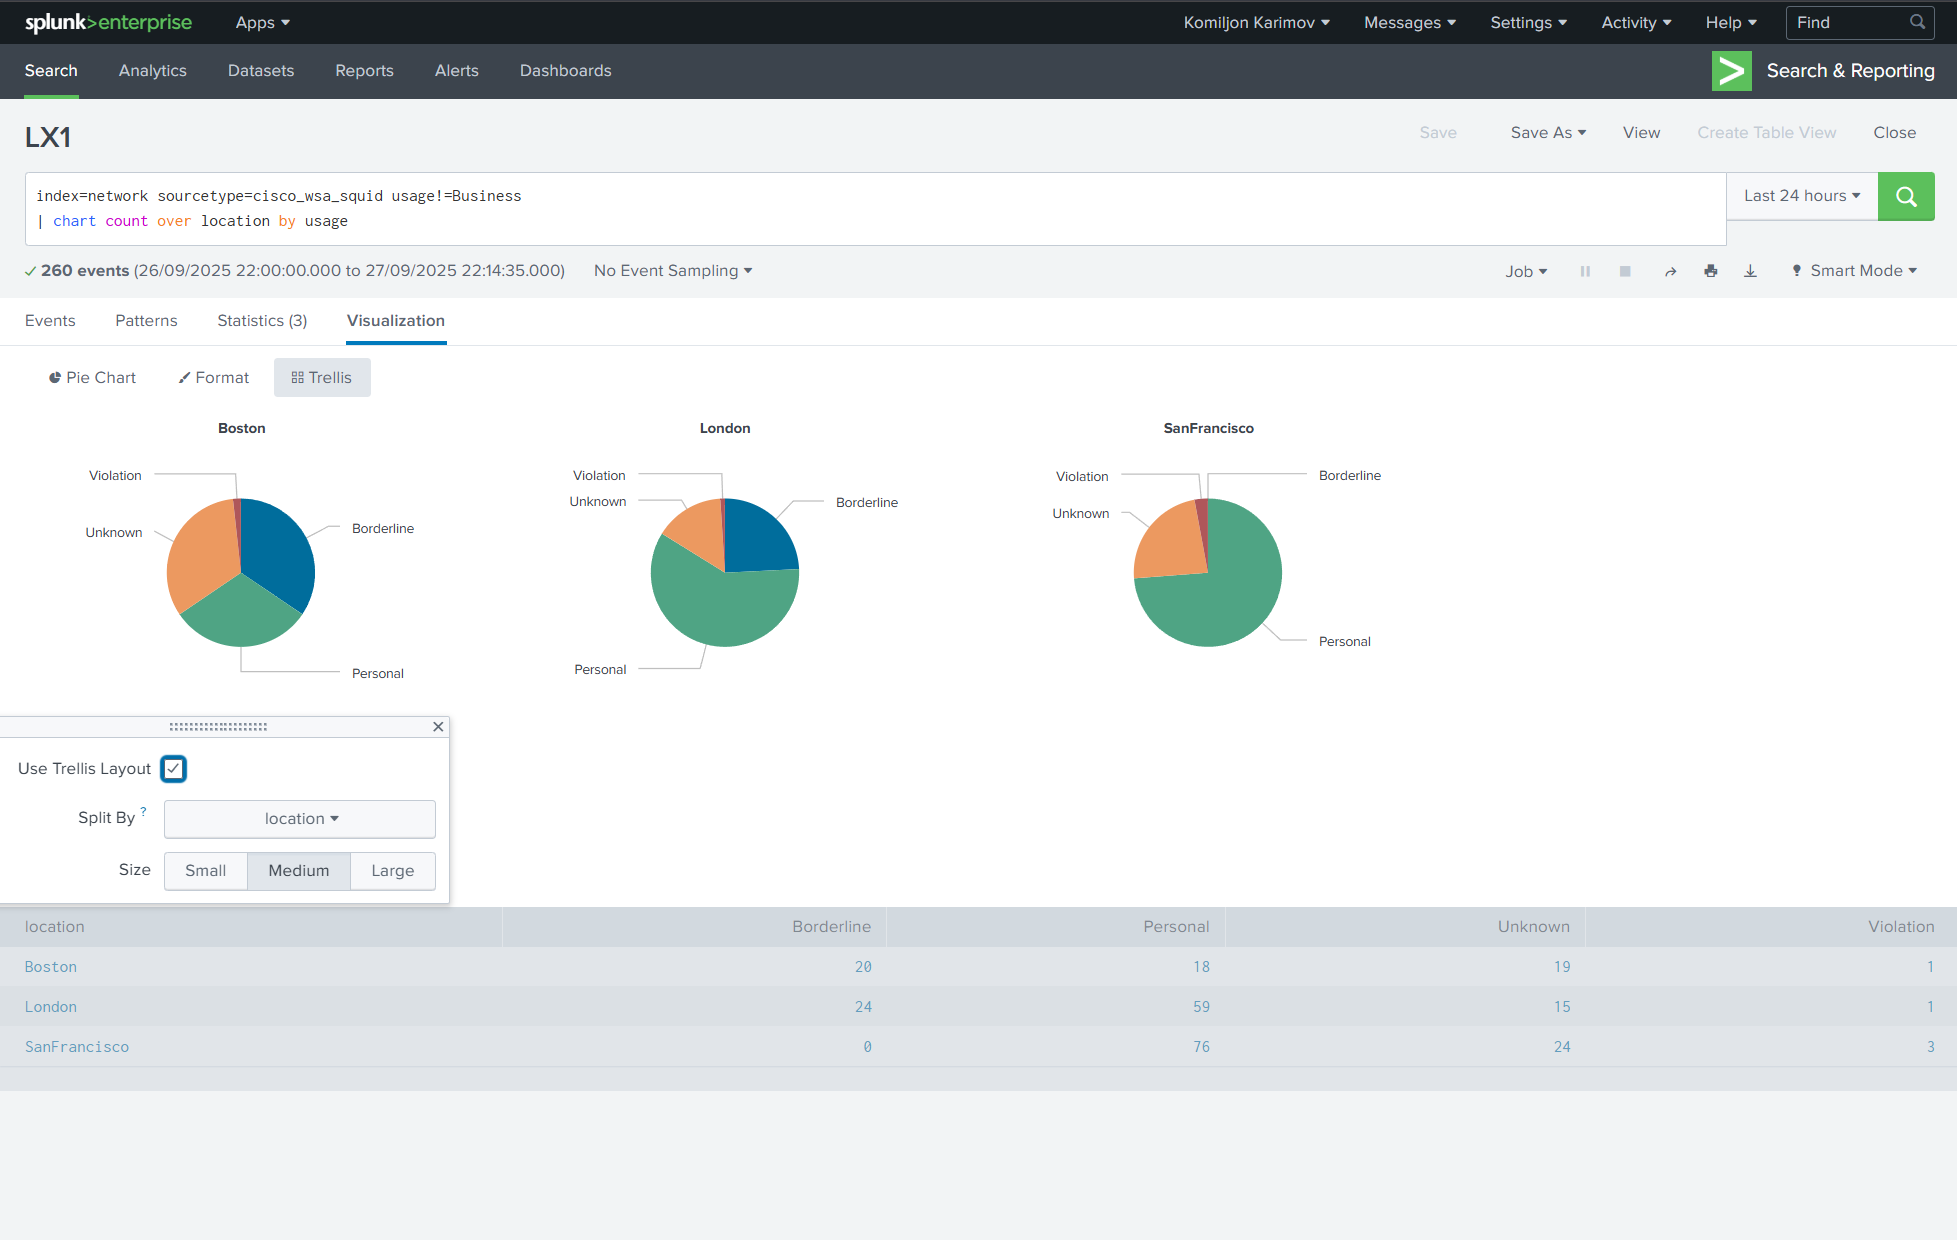 splunk>enterprise Apps Komiljon Karimov Messages Settings Activity Help Find
Search Analytics Datasets Reports Alerts Dashboards > Search & Reporting
LX1 Save Save As View Create Table View Close
index=network sourcetype=cisco_wsa_squid usage!=Business Last 24 hours
| chart count over location by usage
260 events (26/09/2025 22:00:00.000 to 27/09/2025 22:14:35.000) No Event Sampling Job Smart Mode
Events Patterns Statistics (3) Visualization
Pie Chart Format Trellis
Boston London SanFrancisco
Violation Violation Violation Borderline
Unknown Borderline
Unknown
Unknown Borderline
Personal
Personal Personal
Use Trellis Layout
Split By ? location
Size Small Medium Large
location Borderline Personal Unknown Violation
Boston 20 18 19 1
London 24 59 15 1
SanFrancisco 0 76 24 3